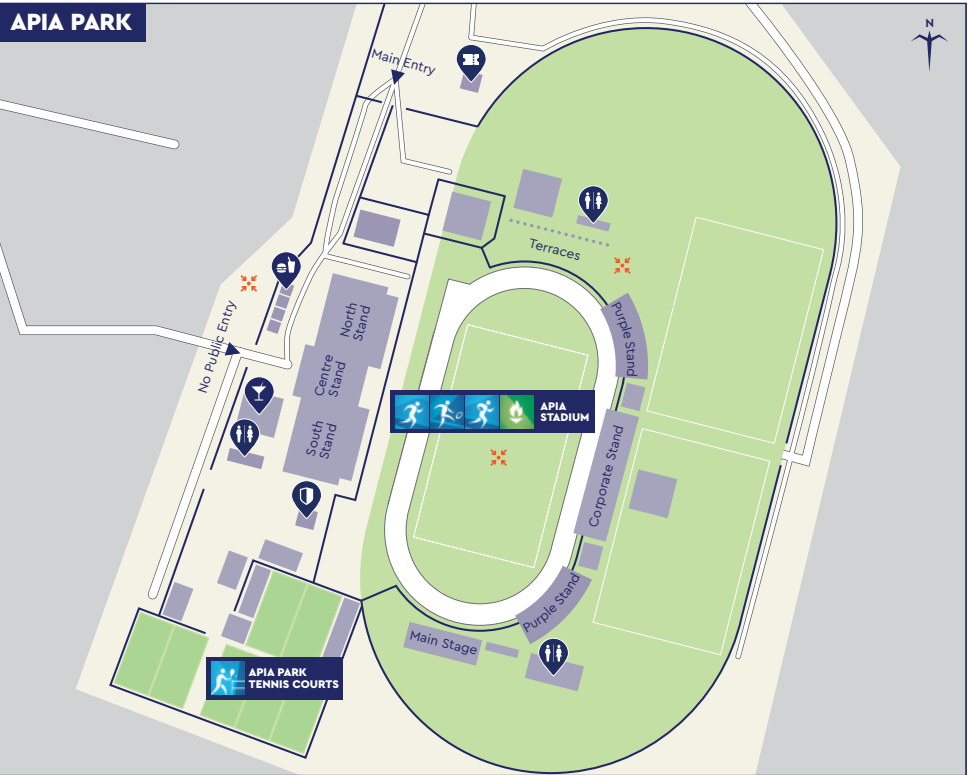 APIA PARK
N
Main Entry
Terraces
No Public Entry
North
Stand
Centre
Stand
South
Stand
Purple Stand
APIA
STADIUM
Corporate Stand
Purple Stand
Main Stage
APIA PARK
TENNIS COURTS